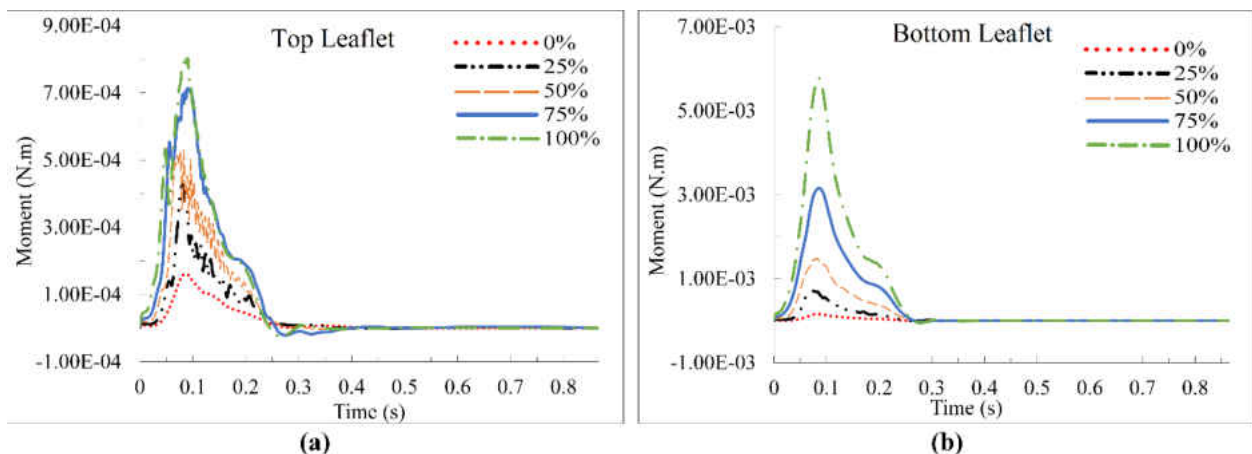 Top Leaflet
9.00E-04
7.00E-04
5.00E-04
3.00E-04
1.00E-04
-1.00E-04
Moment (N.m)
0%
25%
50%
75%
100%
0 0.1 0.2 0.3 0.4 0.5 0.6 0.7 0.8
Time (s)
(a)
Bottom Leaflet
7.00E-03
5.00E-03
3.00E-03
1.00E-03
-1.00E-03
Moment (N.m)
0%
25%
50%
75%
100%
0 0.1 0.2 0.3 0.4 0.5 0.6 0.7 0.8
Time (s)
(b)